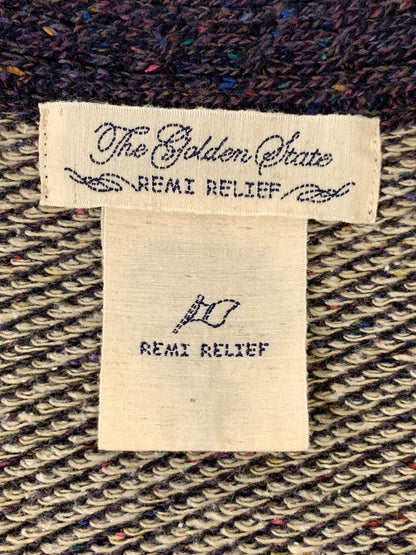 The Golden State
REMI RELIEF
REMI RELIEF